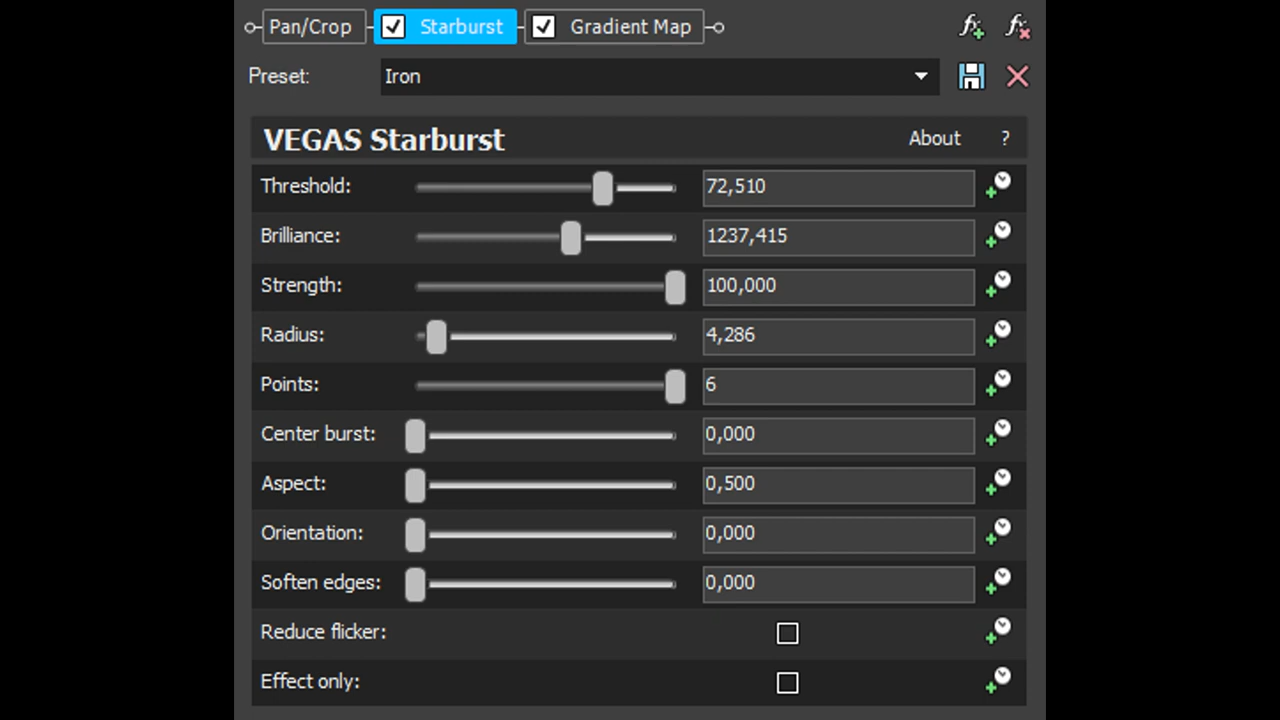 Pan/Crop Starburst Gradient Map
Preset: Iron
VEGAS Starburst About ?
Threshold: 72,510
Brilliance: 1237,415
Strength: 100,000
Radius: 4,286
Points: 6
Center burst: 0,000
Aspect: 0,500
Orientation: 0,000
Soften edges: 0,000
Reduce flicker:
Effect only: